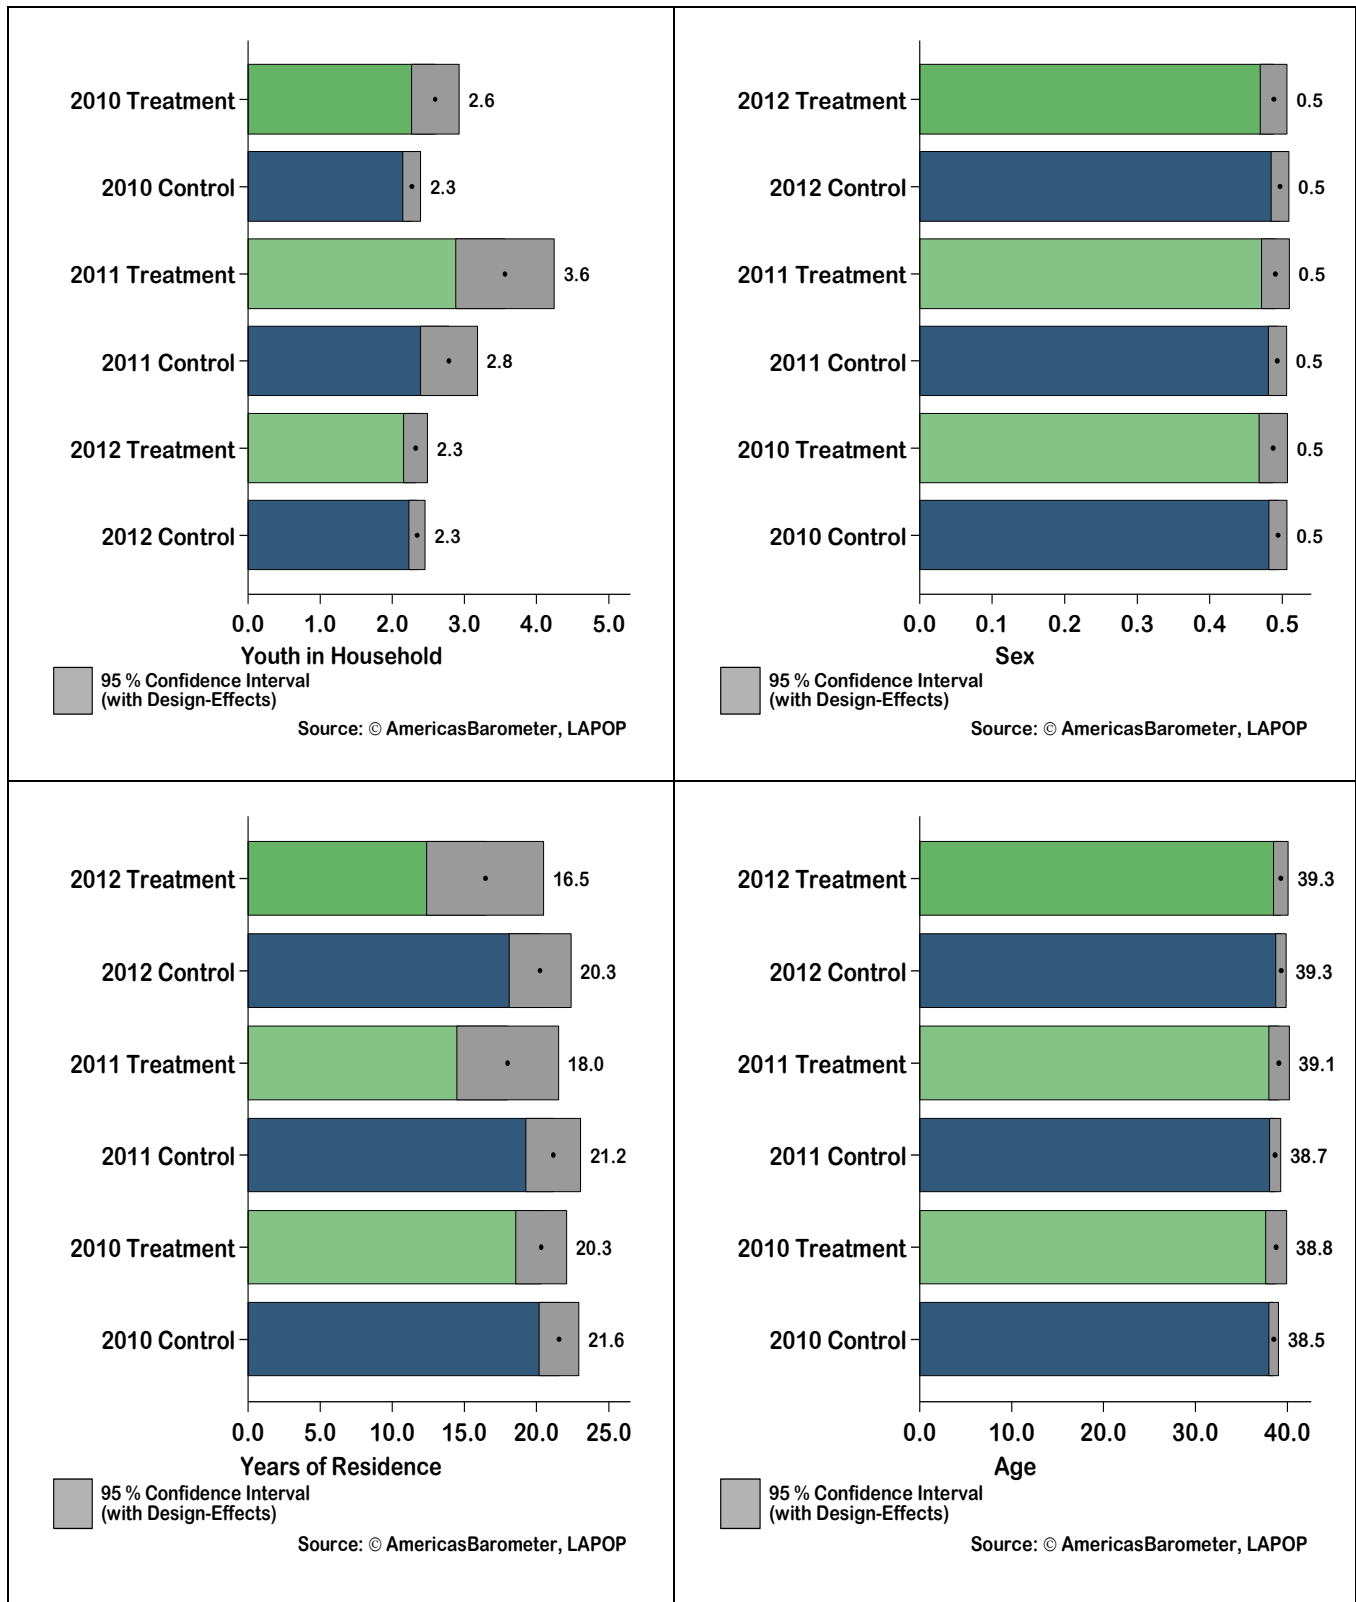 2010 Treatment 2.6
2010 Control 2.3
2011 Treatment 3.6
2011 Control 2.8
2012 Treatment 2.3
2012 Control 2.3
0.0 1.0 2.0 3.0 4.0 5.0
Youth in Household
95 % Confidence Interval
(with Design-Effects)
Source: © AmericasBarometer, LAPOP
2012 Treatment 0.5
2012 Control 0.5
2011 Treatment 0.5
2011 Control 0.5
2010 Treatment 0.5
2010 Control 0.5
0.0 0.1 0.2 0.3 0.4 0.5
Sex
95 % Confidence Interval
(with Design-Effects)
Source: © AmericasBarometer, LAPOP
2012 Treatment 16.5
2012 Control 20.3
2011 Treatment 18.0
2011 Control 21.2
2010 Treatment 20.3
2010 Control 21.6
0.0 5.0 10.0 15.0 20.0 25.0
Years of Residence
95 % Confidence Interval
(with Design-Effects)
Source: © AmericasBarometer, LAPOP
2012 Treatment 39.3
2012 Control 39.3
2011 Treatment 39.1
2011 Control 38.7
2010 Treatment 38.8
2010 Control 38.5
0.0 10.0 20.0 30.0 40.0
Age
95 % Confidence Interval
(with Design-Effects)
Source: © AmericasBarometer, LAPOP